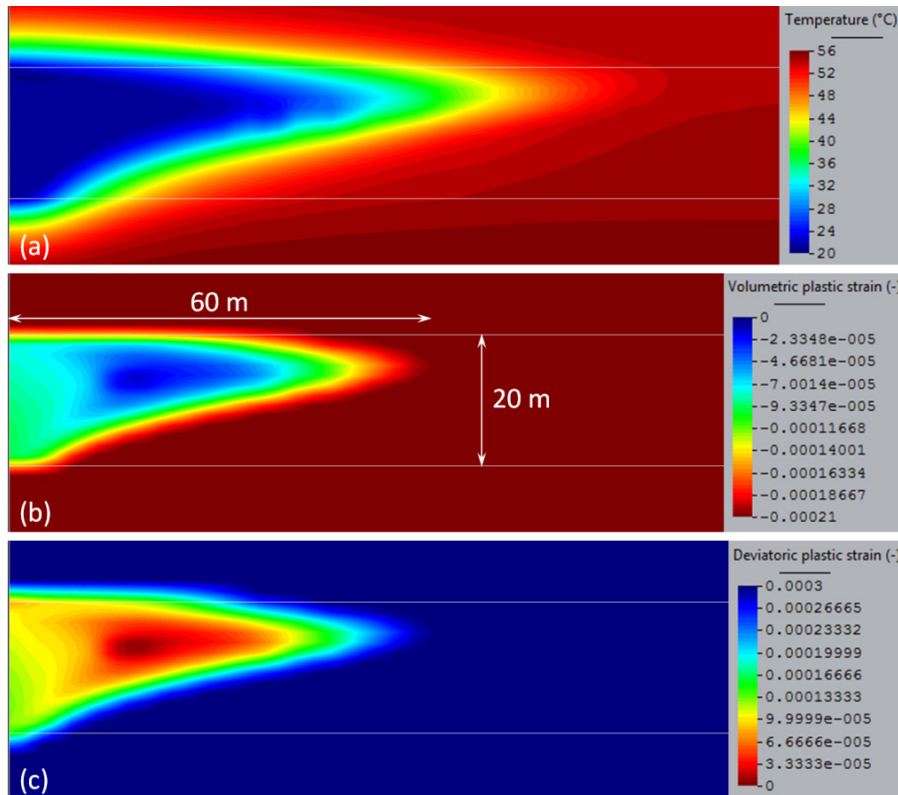 Temperature (°C)
56
52
48
44
40
36
32
28
24
20
(a)
60 m
Volumetric plastic strain (-)
0
-2.3348e-005
-4.6681e-005
-7.0014e-005
-9.3347e-005
-0.00011668
-0.00014001
-0.00016334
-0.00018667
-0.00021
20 m
(b)
Deviatoric plastic strain (-)
0.0003
0.00026665
0.00023332
0.00019999
0.00016666
0.00013333
9.9999e-005
6.6666e-005
3.3333e-005
0
(c)